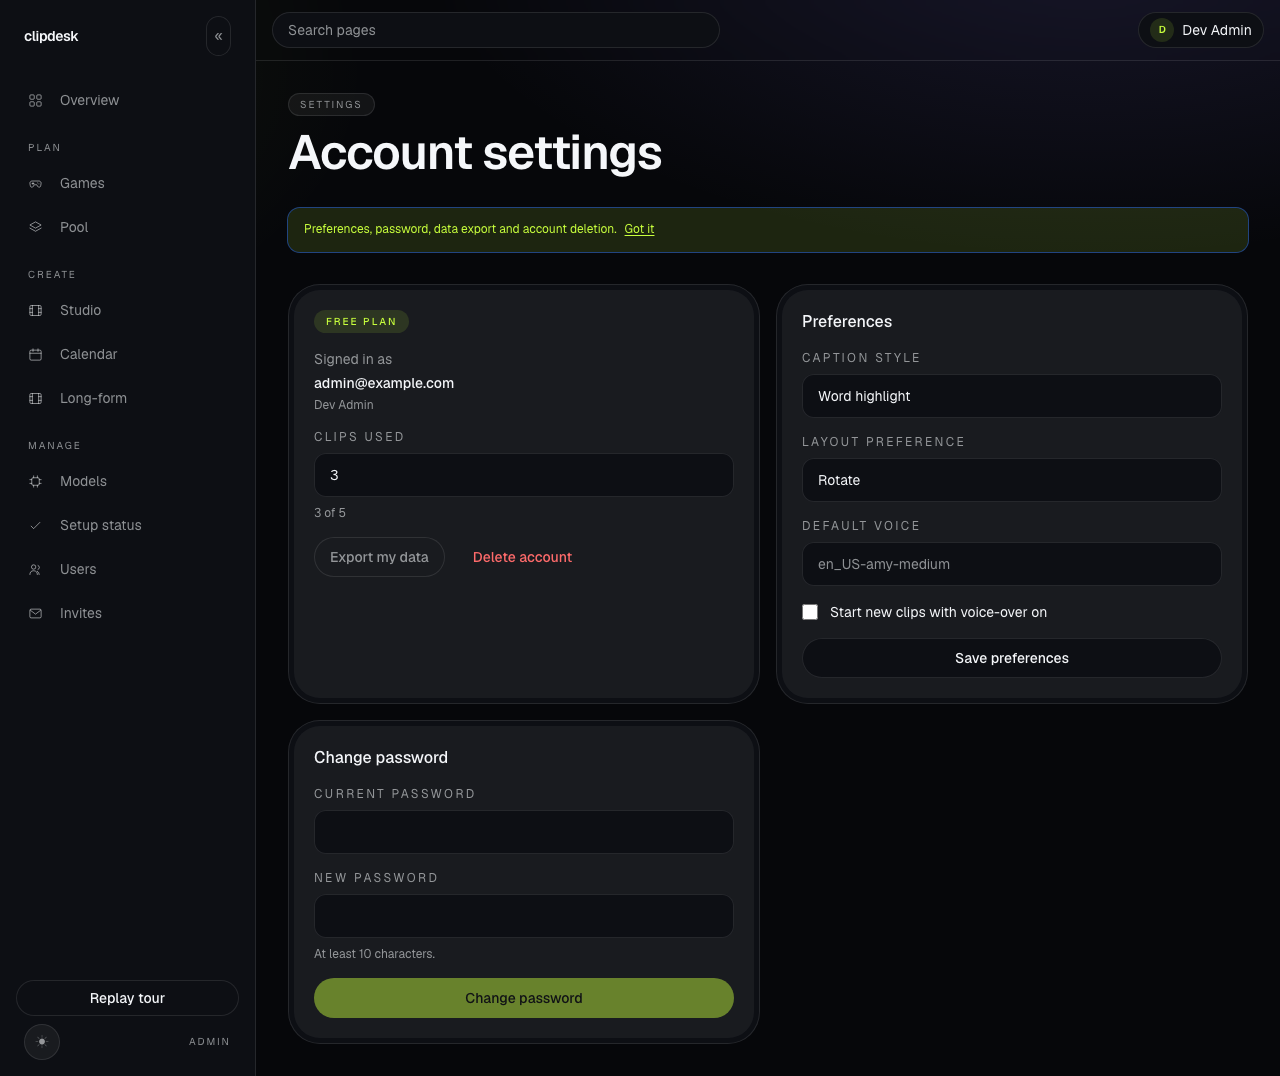 clipdesk
«
Search pages
D
Dev Admin
Overview
PLAN
Games
Pool
CREATE
Studio
Calendar
Long-form
MANAGE
Models
Setup status
Users
Invites
Replay tour
ADMIN
SETTINGS
Account settings
Preferences, password, data export and account deletion. Got it
FREE PLAN
Signed in as
admin@example.com
Dev Admin
CLIPS USED
3
3 of 5
Export my data
Delete account
Preferences
CAPTION STYLE
Word highlight
LAYOUT PREFERENCE
Rotate
DEFAULT VOICE
en_US-amy-medium
Start new clips with voice-over on
Save preferences
Change password
CURRENT PASSWORD
NEW PASSWORD
At least 10 characters.
Change password